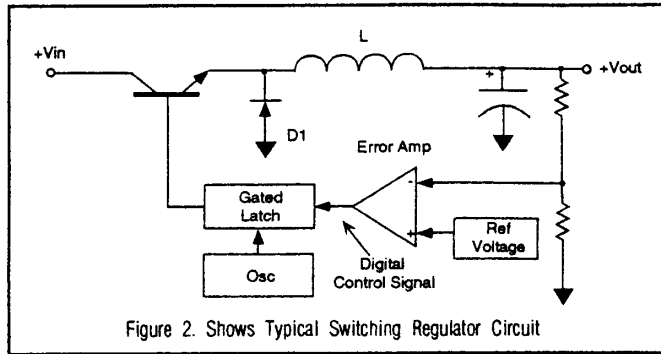 L
+Vin
+
+Vout
D1
Error Amp
-
Gated
Latch
+
Ref
Voltage
Osc
Digital
Control Signal
Figure 2. Shows Typical Switching Regulator Circuit